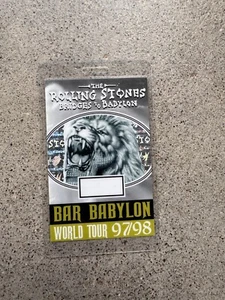 THE
ROLLING STONES
BRIDGES TO BABYLON
BAR BABYLON
WORLD TOUR 97/98